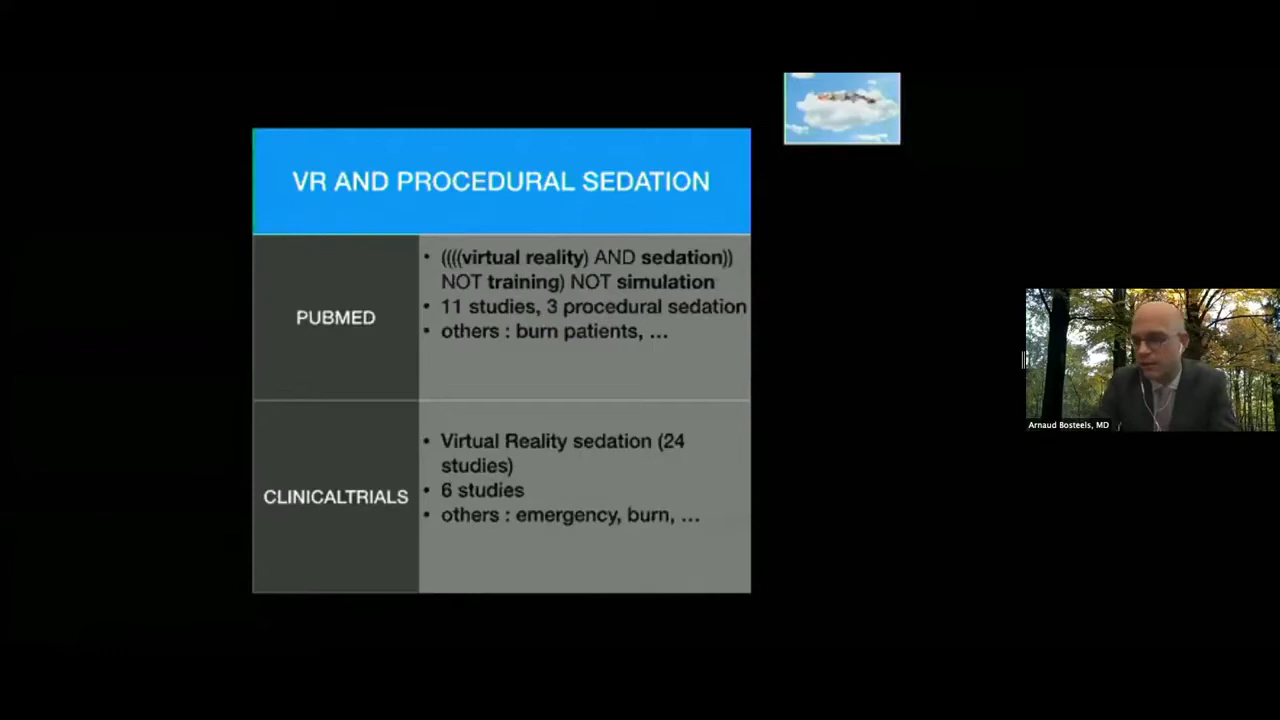 VR AND PROCEDURAL SEDATION
PUBMED
• ((((virtual reality) AND sedation))
NOT training) NOT simulation
• 11 studies, 3 procedural sedation
• others : burn patients, ...
CLINICALTRIALS
• Virtual Reality sedation (24
studies)
• 6 studies
• others : emergency, burn, ...
Arnaud Bosteels, MD